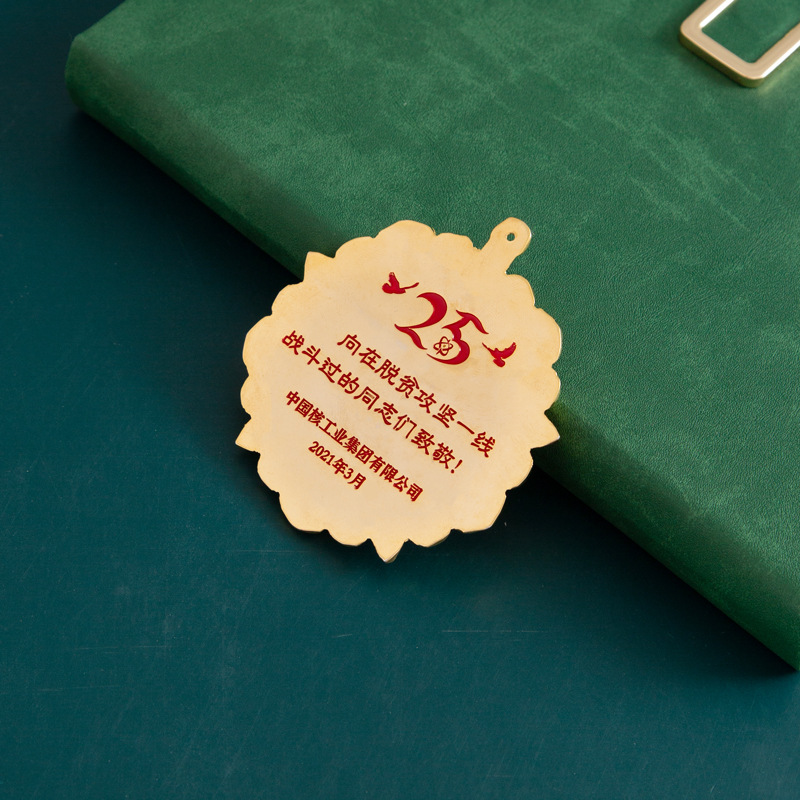 25
向在脱贫攻坚一线
战斗过的同志们致敬!
中国核工业集团有限公司
2021年3月